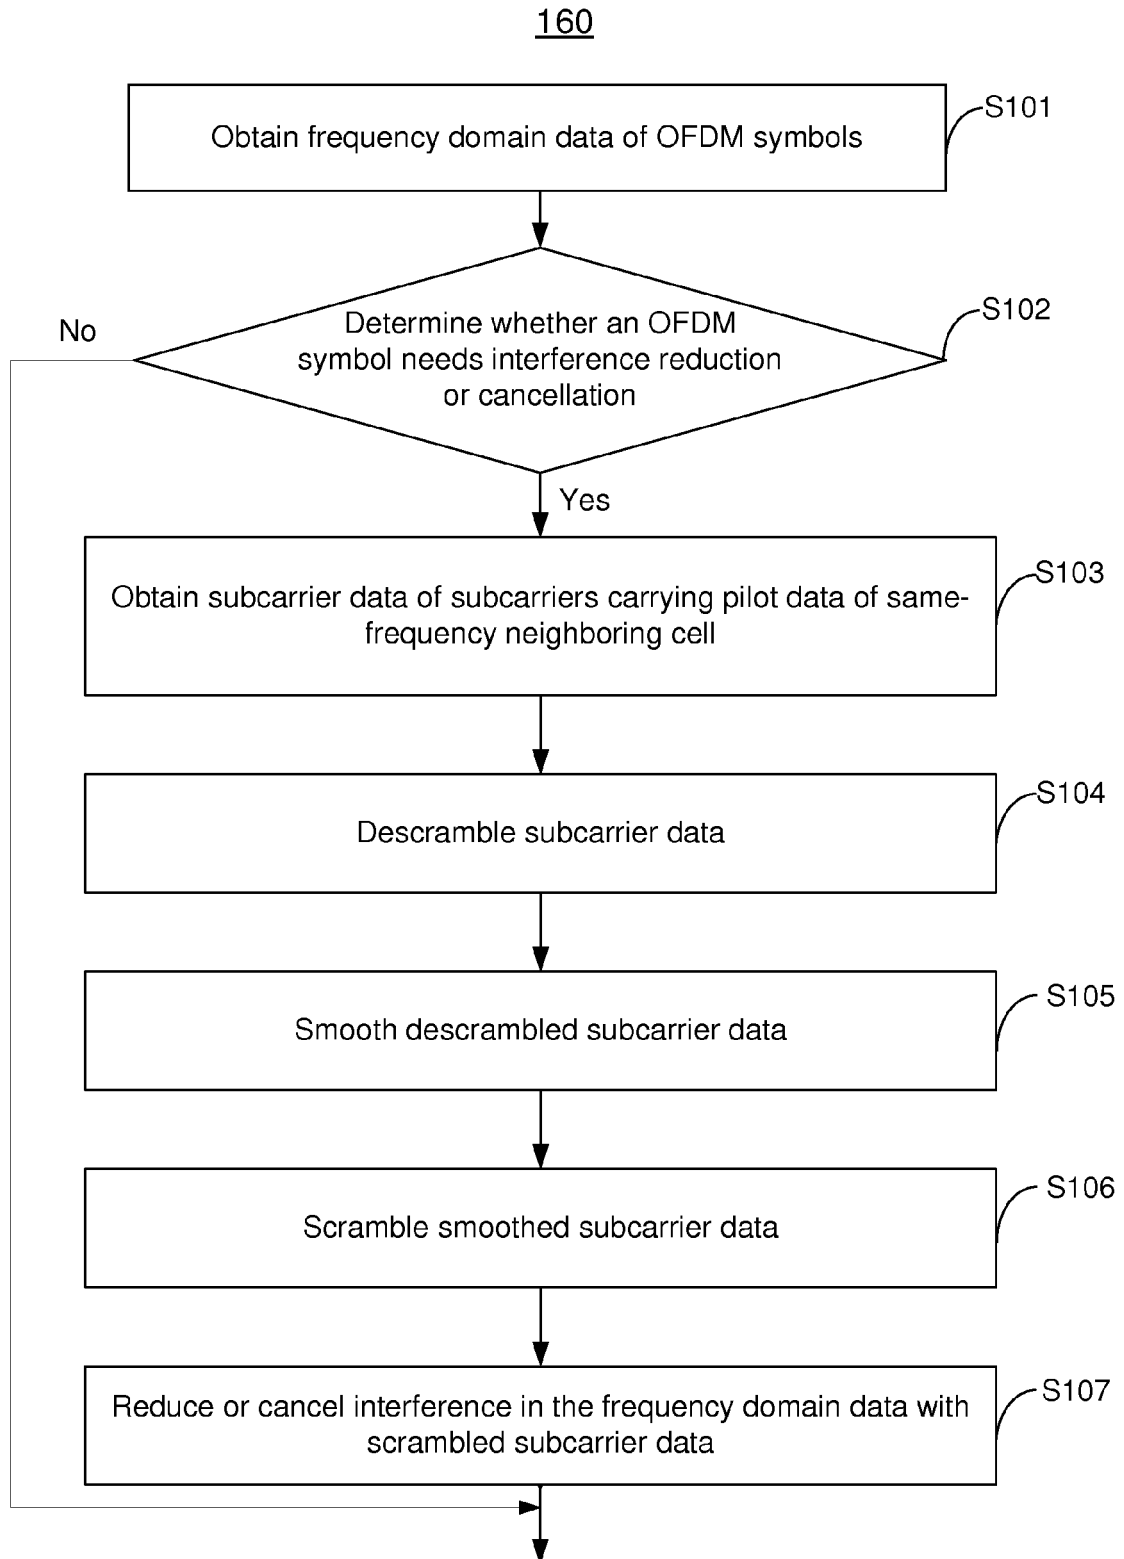 160
Obtain frequency domain data of OFDM symbols
S101
Determine whether an OFDM
symbol needs interference reduction
or cancellation
S102
No
Yes
Obtain subcarrier data of subcarriers carrying pilot data of same-
frequency neighboring cell
S103
Descramble subcarrier data
S104
Smooth descrambled subcarrier data
S105
Scramble smoothed subcarrier data
S106
Reduce or cancel interference in the frequency domain data with
scrambled subcarrier data
S107